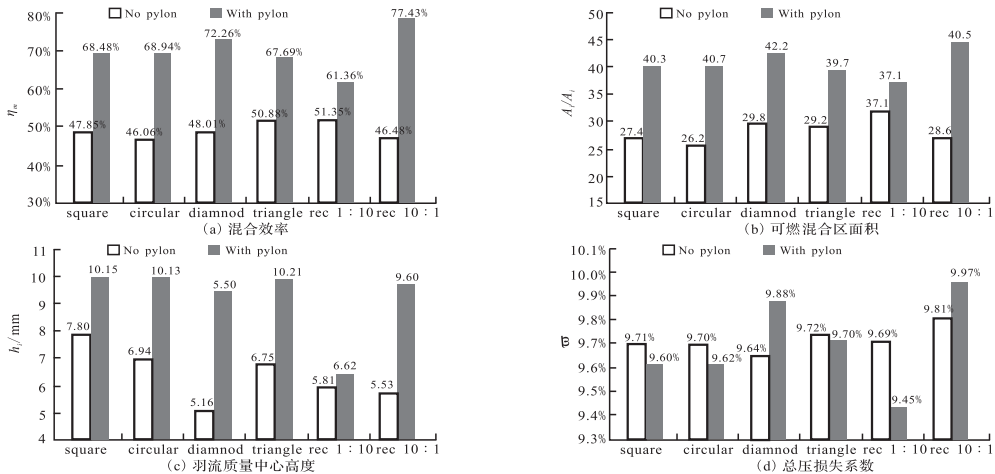 No pylon With pylon
80%
70%
60%
50%
40%
30%
ηm
68.48% 68.94% 72.26% 67.69% 61.36% 77.43%
47.85% 46.06% 48.01% 50.88% 51.35% 46.48%
square circular diamnod triangle rec 1：10 rec 10：1
(a) 混合效率
No pylon With pylon
50
45
40
35
30
25
20
15
Af/Aj
40.3 40.7 42.2 39.7 37.1 40.5
27.4 26.2 29.8 29.2 37.1 28.6
square circular diamnod triangle rec 1：10 rec 10：1
(b) 可燃混合区面积
No pylon With pylon
11
10
9
8
7
6
5
4
/mm
10.15 10.13 5.50 10.21 6.62 9.60
7.80 6.94 5.16 6.75 5.81 5.53
square circular diamnod triangle rec 1：10 rec 10：1
(c) 羽流质量中心高度
No pylon With pylon
10.1%
10.0%
9.9%
9.8%
9.7%
9.6%
9.5%
9.4%
9.3%
ϖ
9.71% 9.70% 9.64% 9.72% 9.69% 9.81%
9.60% 9.62% 9.88% 9.70% 9.45% 9.97%
square circular diamnod triangle rec 1：10 rec 10：1
(d) 总压损失系数